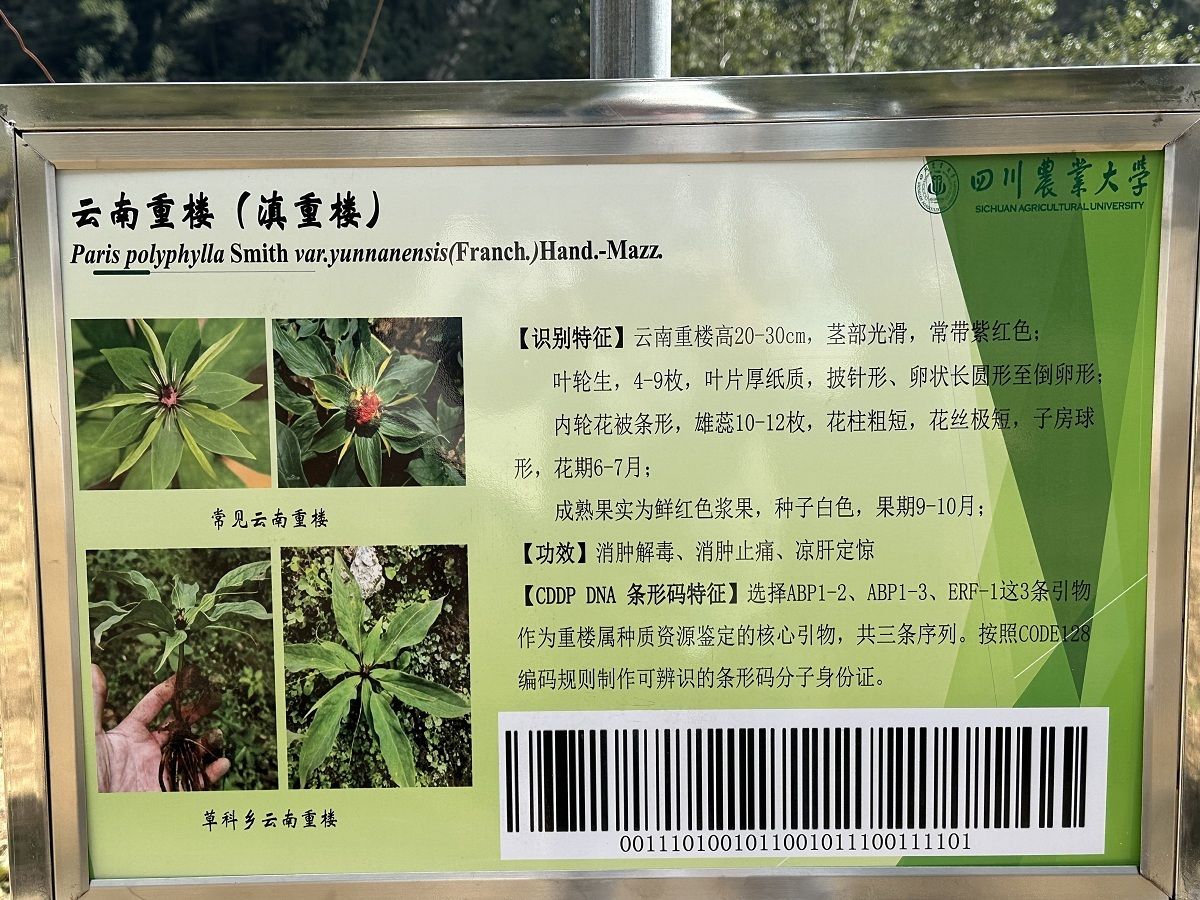 云南重楼（滇重楼）
四川農業大學
SICHUAN AGRICULTURAL UNIVERSITY
Paris polyphylla Smith var.yunnanensis(Franch.)Hand.-Mazz.
【识别特征】云南重楼高20-30cm，茎部光滑，常带紫红色；
叶轮生，4-9枚，叶片厚纸质，披针形、卵状长圆形至倒卵形；
内轮花被条形，雄蕊10-12枚，花柱粗短，花丝极短，子房球
形，花期6-7月；
成熟果实为鲜红色浆果，种子白色，果期9-10月；
【功效】消肿解毒、消肿止痛、凉肝定惊
【CDDP DNA 条形码特征】选择ABP1-2、ABP1-3、ERF-1这3条引物
作为重楼属种质资源鉴定的核心引物，共三条序列。按照CODE128
编码规则制作可辨识的条形码分子身份证。
常见云南重楼
草科乡云南重楼
00111010010110010111100111101